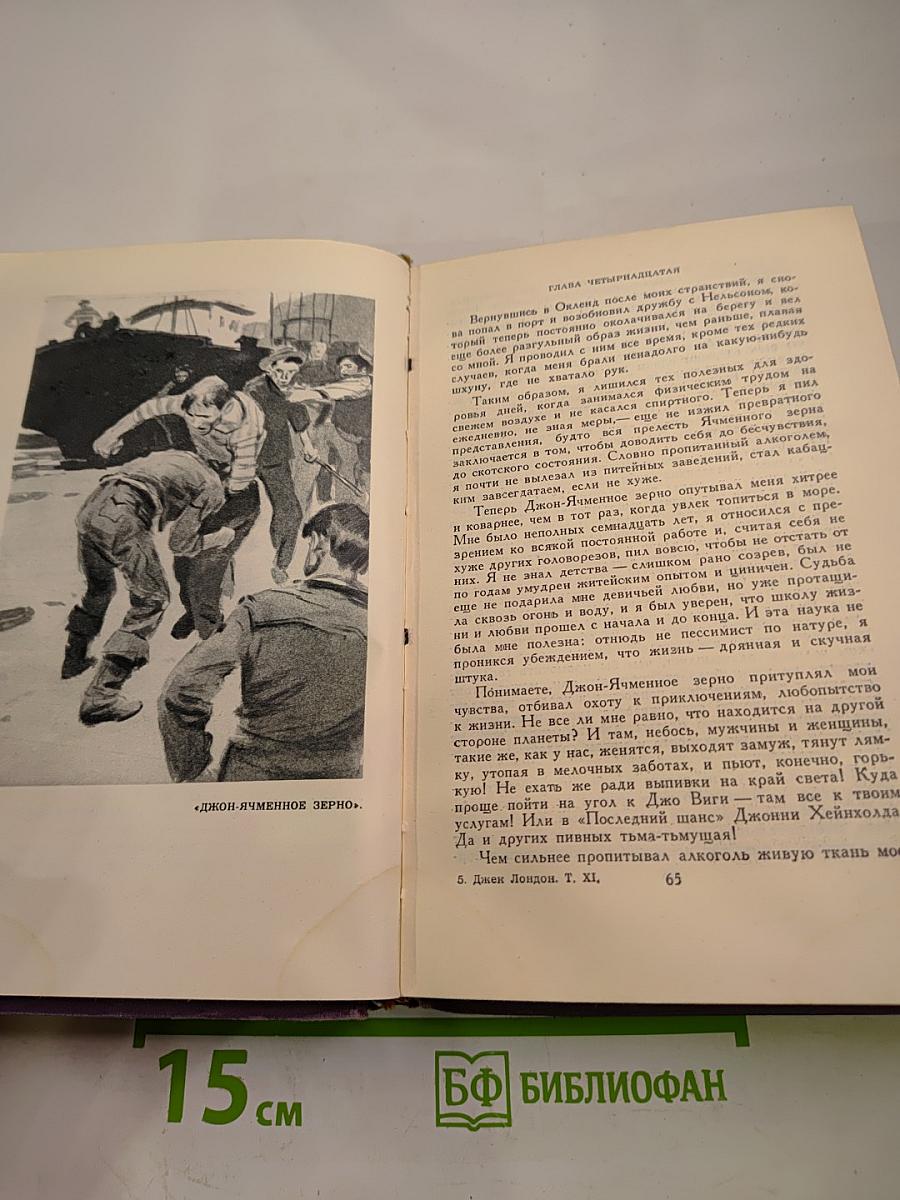 «ДЖОН-ЯЧМЕННОЕ ЗЕРНО».
ГЛАВА ЧЕТЫРНАДЦАТАЯ
Вернувшись в Окленд после моих странствий, я сно-
ва попал в порт и возобновил дружбу с Нельсоном, ко-
торый теперь постоянно околачивался на берегу и вел
еще более разгульный образ жизни, чем раньше, плавая
со мной. Я проводил с ним все время, кроме тех редких
случаев, когда меня брали ненадолго на какую-нибудь
шхуну, где не хватало рук.
Таким образом, я лишился тех полезных для здо-
ровья дней, когда занимался физическим трудом на
свежем воздухе и не касался спиртного. Теперь я пил
ежедневно, не зная меры,— еще не изжил превратного
представления, будто вся прелесть Ячменного зерна
заключается в том, чтобы доводить себя до бесчувствия,
до скотского состояния. Словно пропитанный алкоголем,
я почти не вылезал из питейных заведений, стал кабац-
ким завсегдатаем, если не хуже.
Теперь Джон-Ячменное зерно опутывал меня хитрее
и коварнее, чем в тот раз, когда увлек топиться в море.
Мне было неполных семнадцать лет, я относился с пре-
зрением ко всякой постоянной работе и, считая себя не
хуже других головорезов, пил вовсю, чтобы не отстать от
них. Я не знал детства — слишком рано созрев, был не
по годам умудрен житейским опытом и циничен. Судьба
еще не подарила мне девичьей любви, но уже протащи-
ла сквозь огонь и воду, и я был уверен, что школу жиз-
ни и любви прошел с начала и до конца. И эта наука не
была мне полезна: отнюдь не пессимист по натуре, я
проникся убеждением, что жизнь — дрянная и скучная
штука.
Понимаете, Джон-Ячменное зерно притуплял мои
чувства, отбивал охоту к приключениям, любопытство
к жизни. Не все ли мне равно, что находится на другой
стороне планеты? И там, небось, мужчины и женщины,
такие же, как у нас, женятся, выходят замуж, тянут лям-
ку, утопая в мелочных заботах, и пьют, конечно, горь-
кую! Не ехать же ради выпивки на край света! Куда
проще пойти на угол к Джо Виги — там все к твоим
услугам! Или в «Последний шанс» Джонни Хейнхолда
Да и других пивных тьма-тьмущая!
Чем сильнее пропитывал алкоголь живую ткань мое
5. Джек Лондон. Т. XI.
65
15 см
БФ БИБЛИОФАН